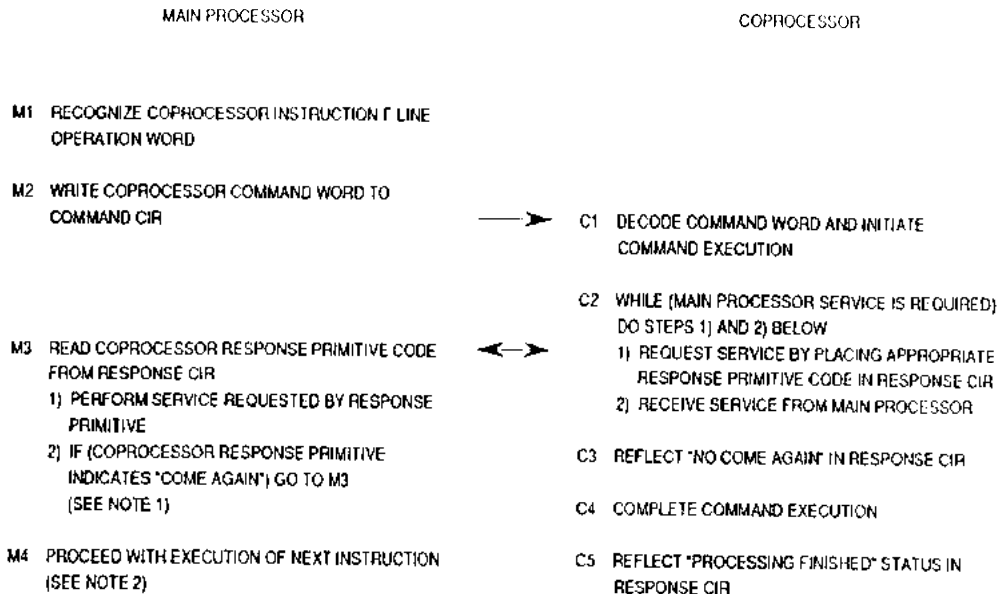 MAIN PROCESSOR
COPROCESSOR
M1 RECOGNIZE COPROCESSOR INSTRUCTION F LINE
OPERATION WORD
M2 WRITE COPROCESSOR COMMAND WORD TO
COMMAND CIR
C1 DECODE COMMAND WORD AND INITIATE
COMMAND EXECUTION
C2 WHILE (MAIN PROCESSOR SERVICE IS REQUIRED)
DO STEPS 1) AND 2) BELOW
1) REQUEST SERVICE BY PLACING APPROPRIATE
RESPONSE PRIMITIVE CODE IN RESPONSE CIR
2) RECEIVE SERVICE FROM MAIN PROCESSOR
M3 READ COPROCESSOR RESPONSE PRIMITIVE CODE
FROM RESPONSE CIR
1) PERFORM SERVICE REQUESTED BY RESPONSE
PRIMITIVE
2) IF (COPROCESSOR RESPONSE PRIMITIVE
INDICATES "COME AGAIN") GO TO M3
(SEE NOTE 1)
C3 REFLECT "NO COME AGAIN" IN RESPONSE CIR
C4 COMPLETE COMMAND EXECUTION
M4 PROCEED WITH EXECUTION OF NEXT INSTRUCTION
(SEE NOTE 2)
C5 REFLECT "PROCESSING FINISHED" STATUS IN
RESPONSE CIR